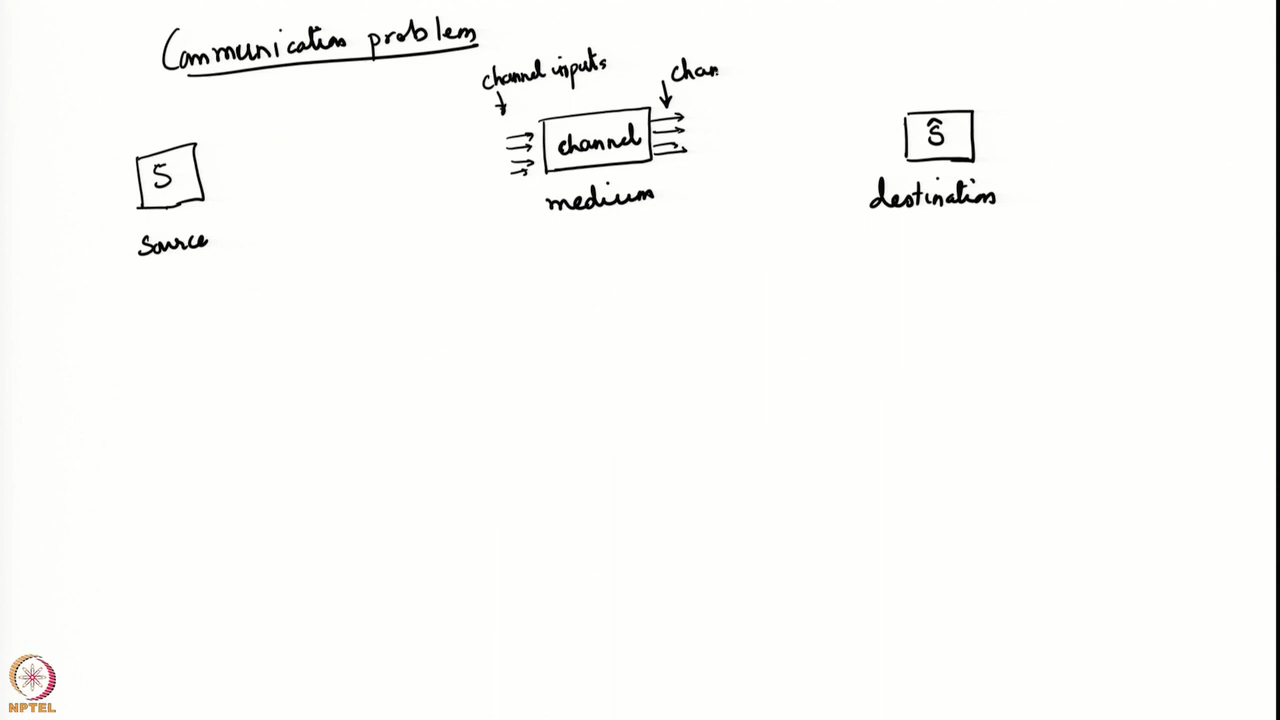 Communication problem
channel inputs
chan
S
channel
Ŝ
medium
destination
Source
NPTEL